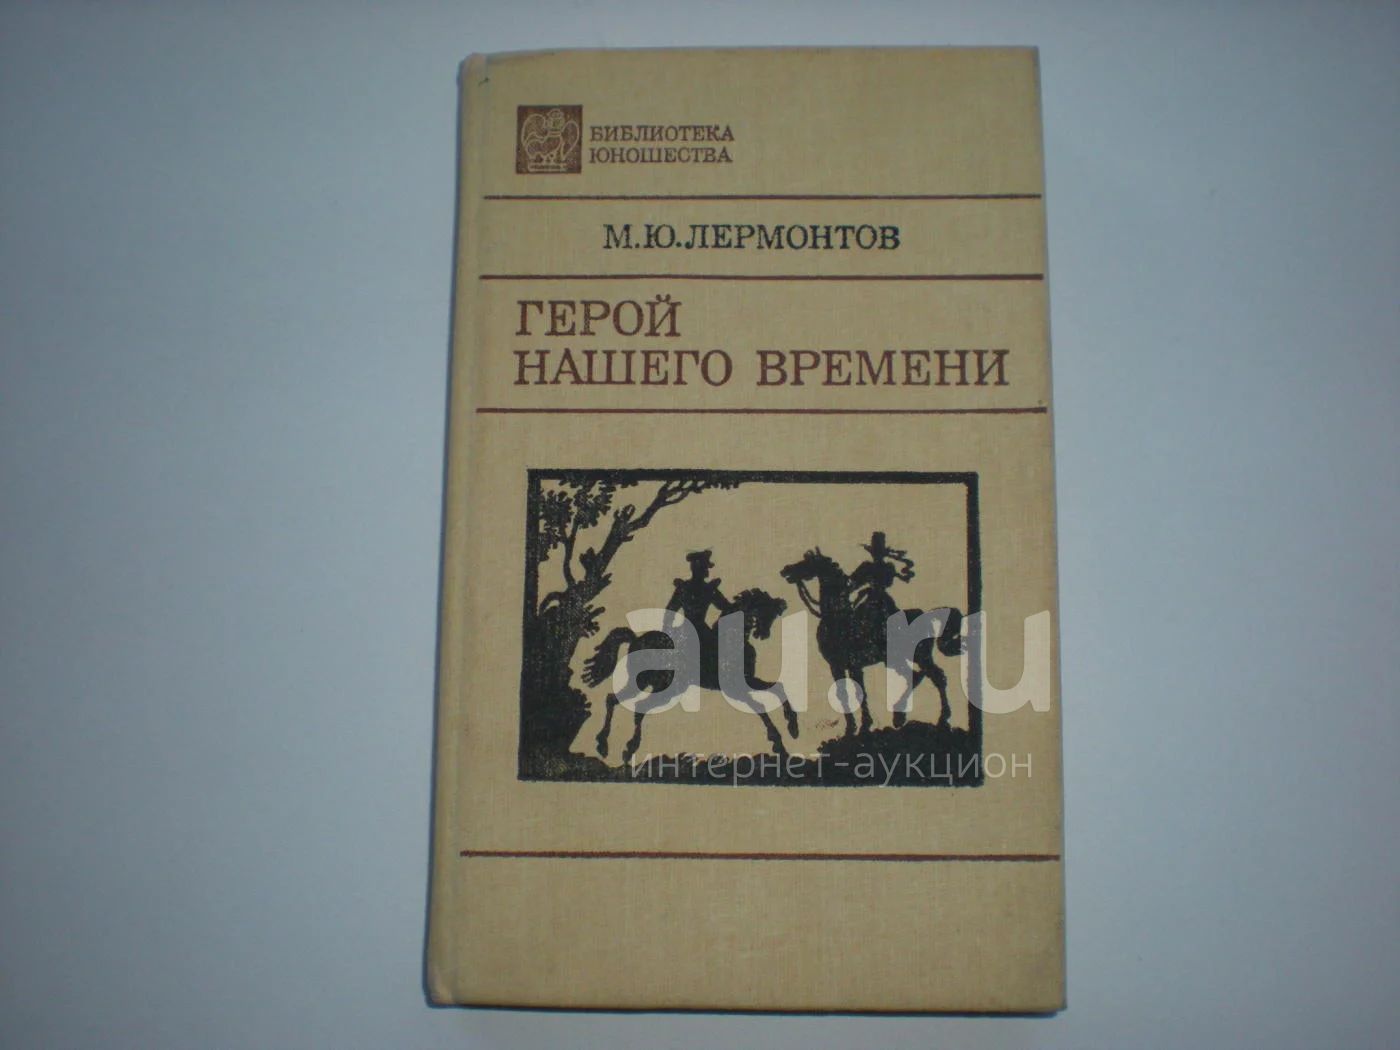 БИБЛИОТЕКА
ЮНОШЕСТВА
М.Ю.ЛЕРМОНТОВ
ГЕРОЙ
НАШЕГО ВРЕМЕНИ
au.ru
интернет-аукцион